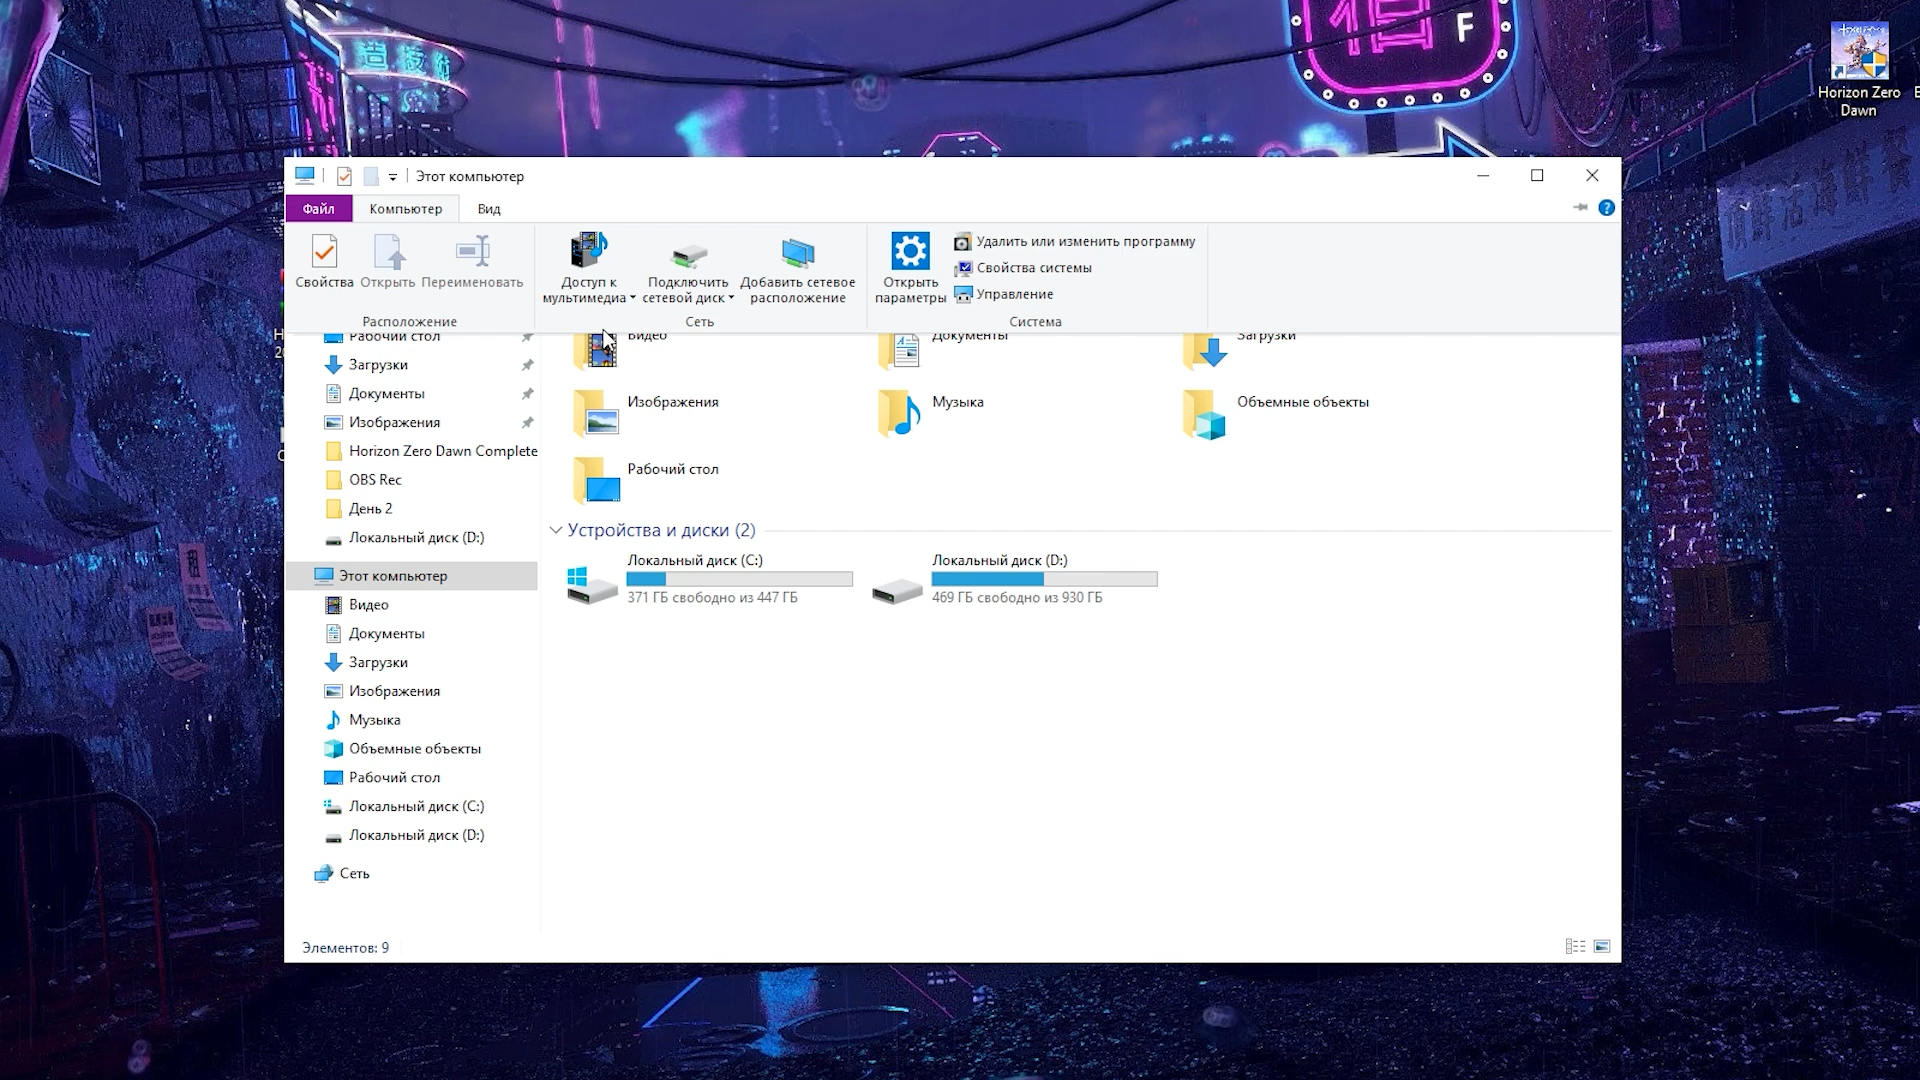 造技術
信
F
Horizon Zero
Dawn
Этот компьютер
Файл
Компьютер
Вид
Свойства
Открыть
Переименовать
Расположение
Доступ к
мультимедиа
Подключить
сетевой диск
Добавить сетевое
расположение
Сеть
Открыть
параметры
Удалить или изменить программу
Свойства системы
Управление
Система
Рабочий стол
Загрузки
Документы
Изображения
Horizon Zero Dawn Complete
OBS Rec
День 2
Локальный диск (D:)
Этот компьютер
Видео
Документы
Загрузки
Изображения
Музыка
Объемные объекты
Рабочий стол
Локальный диск (C:)
Локальный диск (D:)
Сеть
Видео
Документы
Загрузки
Изображения
Музыка
Объемные объекты
Рабочий стол
Устройства и диски (2)
Локальный диск (C:)
371 ГБ свободно из 447 ГБ
Локальный диск (D:)
469 ГБ свободно из 930 ГБ
Элементов: 9